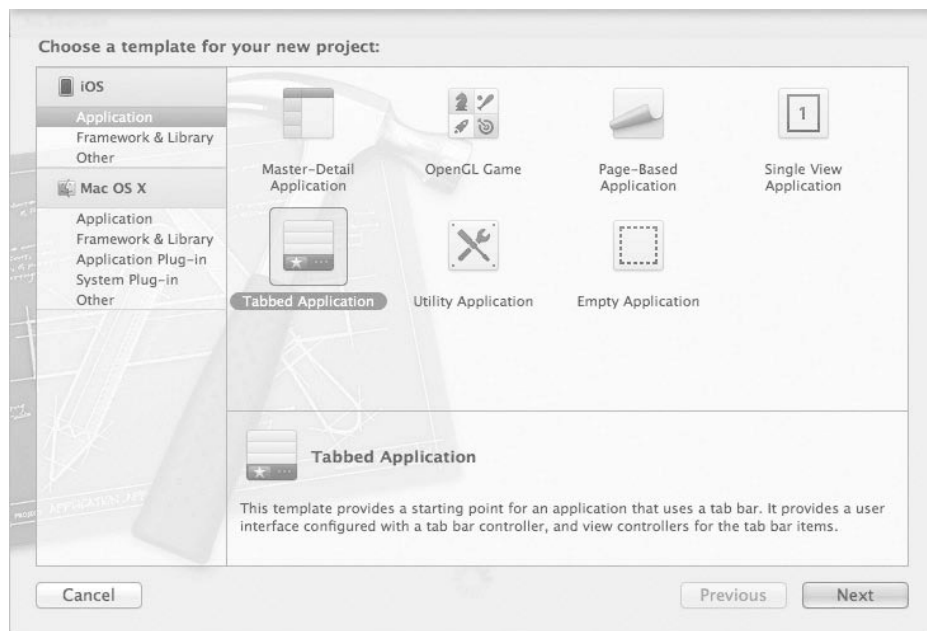 Choose a template for your new project:
iOS
Application
Framework & Library
Other
Mac OS X
Application
Framework & Library
Application Plug-in
System Plug-in
Other
Master-Detail
Application
OpenGL Game
Page-Based
Application
1
Single View
Application
Tabbed Application
Utility Application
Empty Application
Tabbed Application
This template provides a starting point for an application that uses a tab bar. It provides a user
interface configured with a tab bar controller, and view controllers for the tab bar items.
Cancel
Previous
Next